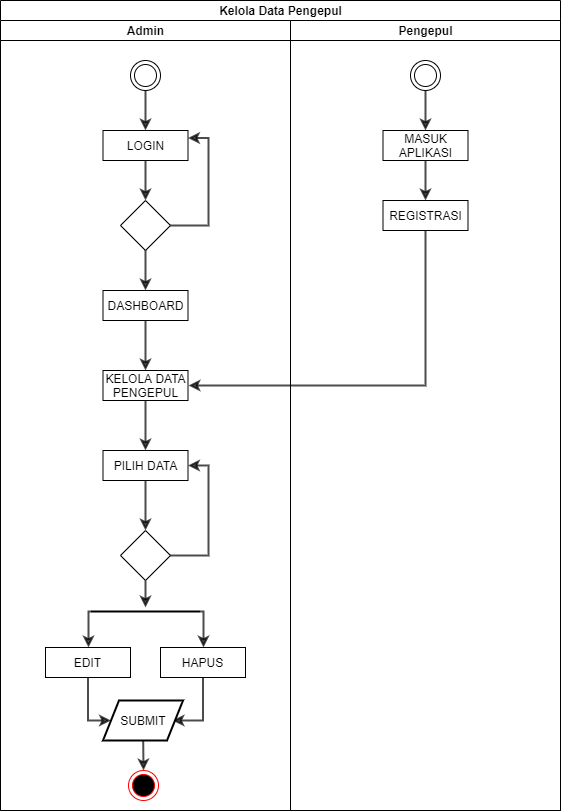 Kelola Data Pengepul
Admin
Pengepul
LOGIN
MASUK
APLIKASI
REGISTRASI
DASHBOARD
KELOLA DATA
PENGEPUL
PILIH DATA
EDIT
HAPUS
SUBMIT